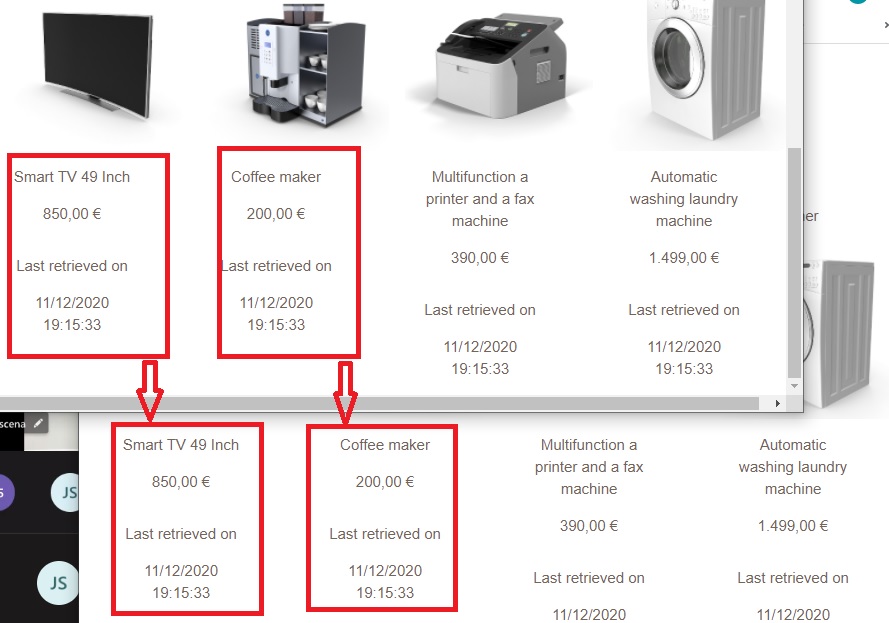 Smart TV 49 Inch
850,00 €
Last retrieved on
11/12/2020
19:15:33
Coffee maker
200,00 €
Last retrieved on
11/12/2020
19:15:33
Multifunction a
printer and a fax
machine
390,00 €
Last retrieved on
11/12/2020
19:15:33
Automatic
washing laundry
machine
1.499,00 €
Last retrieved on
11/12/2020
19:15:33
er
scena
S
JS
JS
Smart TV 49 Inch
850,00 €
Last retrieved on
11/12/2020
19:15:33
Coffee maker
200,00 €
Last retrieved on
11/12/2020
19:15:33
Multifunction a
printer and a fax
machine
390,00 €
Last retrieved on
11/12/2020
Automatic
washing laundry
machine
1.499,00 €
Last retrieved on
11/12/2020